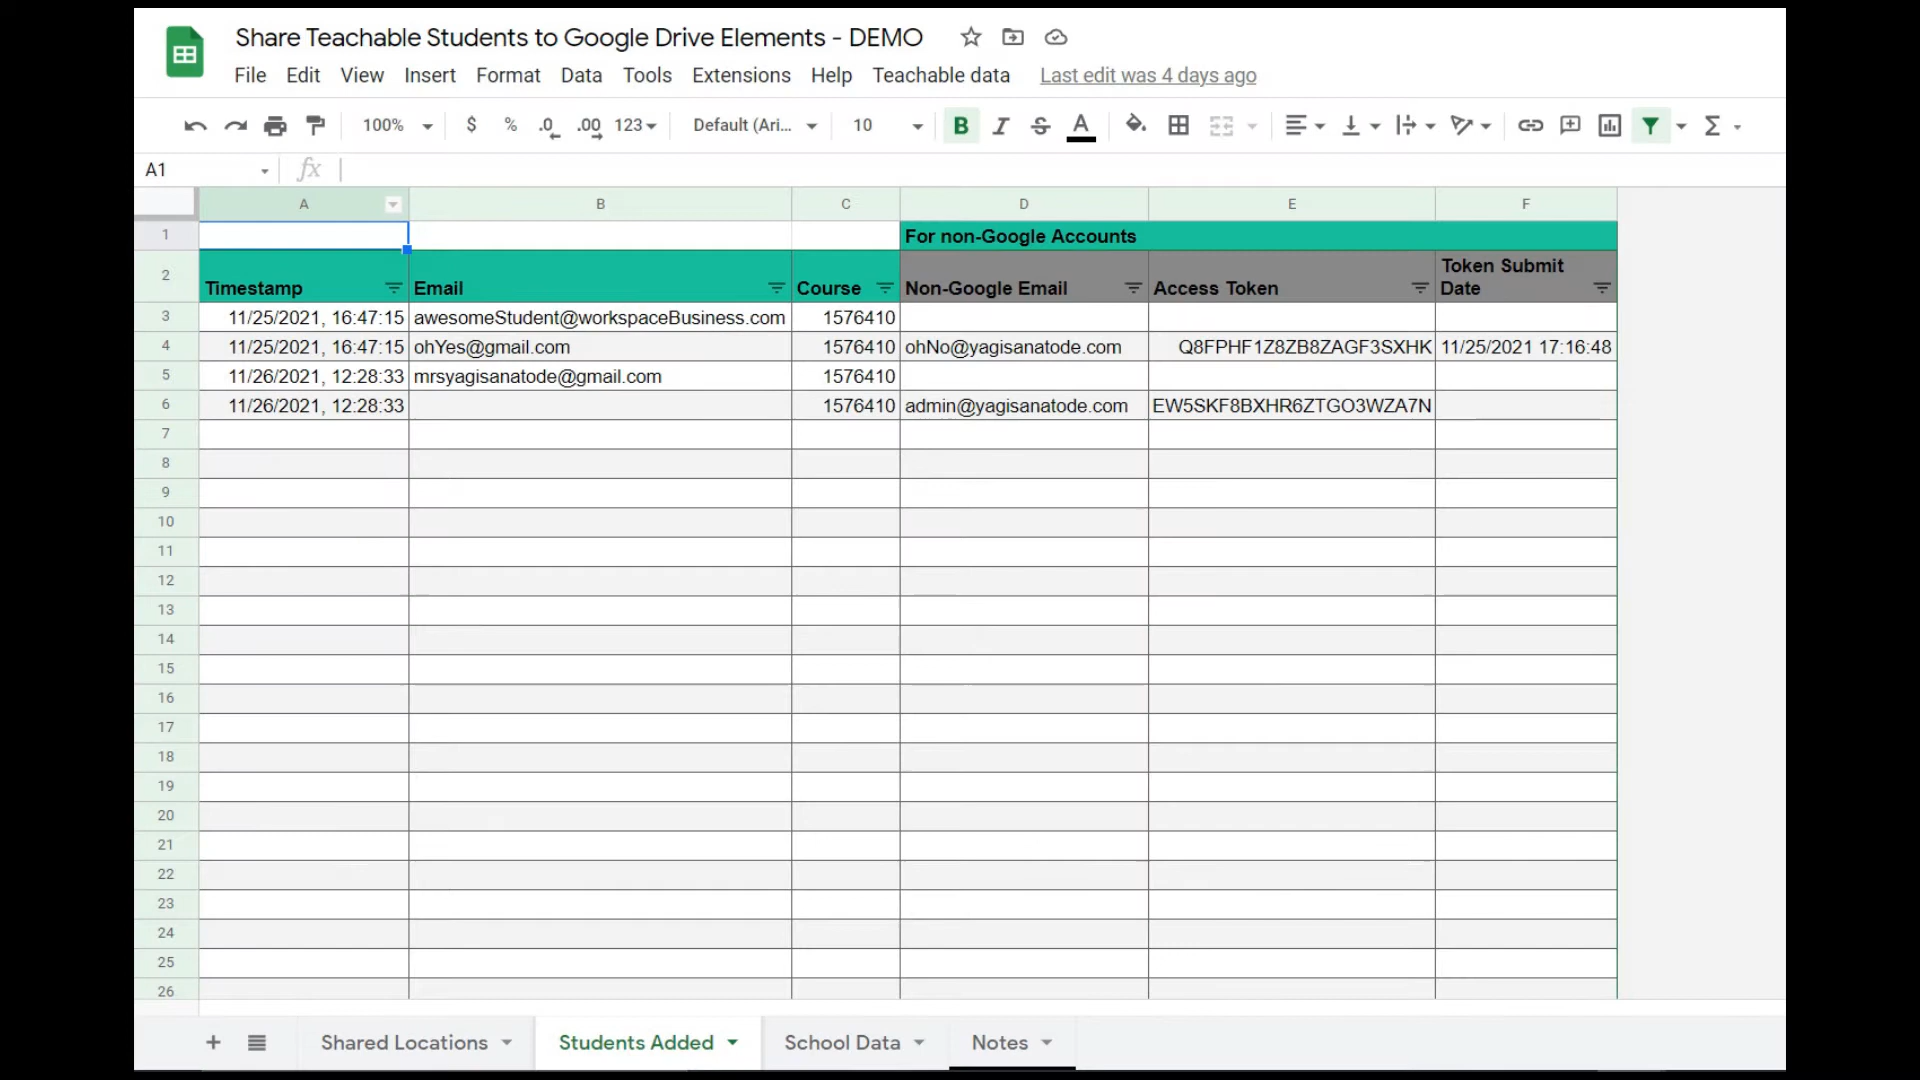 Share Teachable Students to Google Drive Elements - DEMO
File Edit View Insert Format Data Tools Extensions Help Teachable data Last edit was 4 days ago
100% $ % .0 .00 123 Default (Ari... 10 B I S A Σ
A1 fx
A B C D E F
1 For non-Google Accounts
2 Timestamp Email Course Non-Google Email Access Token Token Submit Date
3 11/25/2021, 16:47:15 awesomeStudent@workspaceBusiness.com 1576410
4 11/25/2021, 16:47:15 ohYes@gmail.com 1576410 ohNo@yagisanatode.com Q8FPHF1Z8ZB8ZAGF3SXHK 11/25/2021 17:16:48
5 11/26/2021, 12:28:33 mrsyagisanatode@gmail.com 1576410
6 11/26/2021, 12:28:33 1576410 admin@yagisanatode.com EW5SKF8BXHR6ZTGO3WZA7N
7
8
9
10
11
12
13
14
15
16
17
18
19
20
21
22
23
24
25
26
+ Shared Locations Students Added School Data Notes